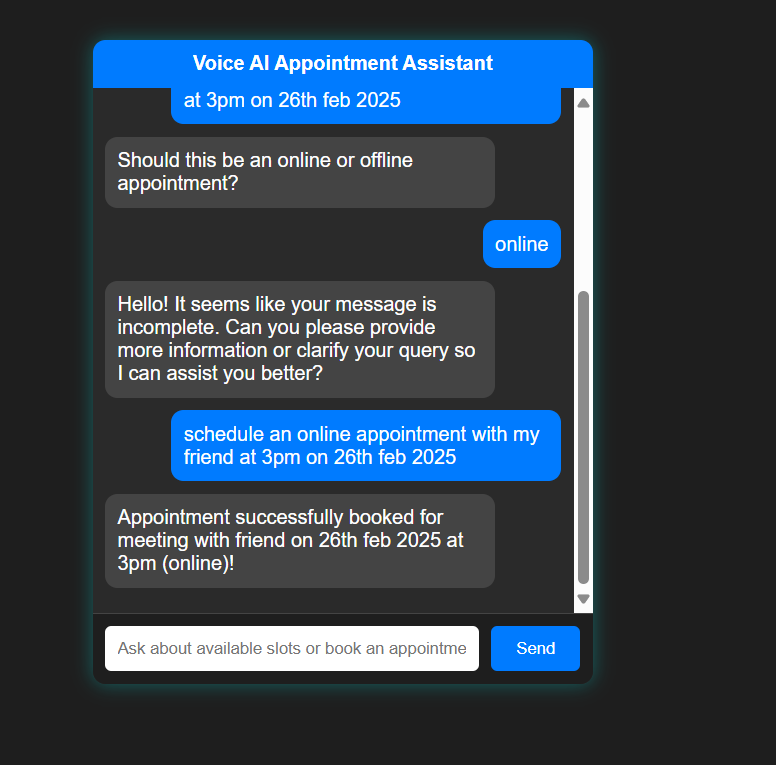 Voice AI Appointment Assistant
at 3pm on 26th feb 2025
Should this be an online or offline
appointment?
online
Hello! It seems like your message is
incomplete. Can you please provide
more information or clarify your query so
I can assist you better?
schedule an online appointment with my
friend at 3pm on 26th feb 2025
Appointment successfully booked for
meeting with friend on 26th feb 2025 at
3pm (online)!
Ask about available slots or book an appointme
Send